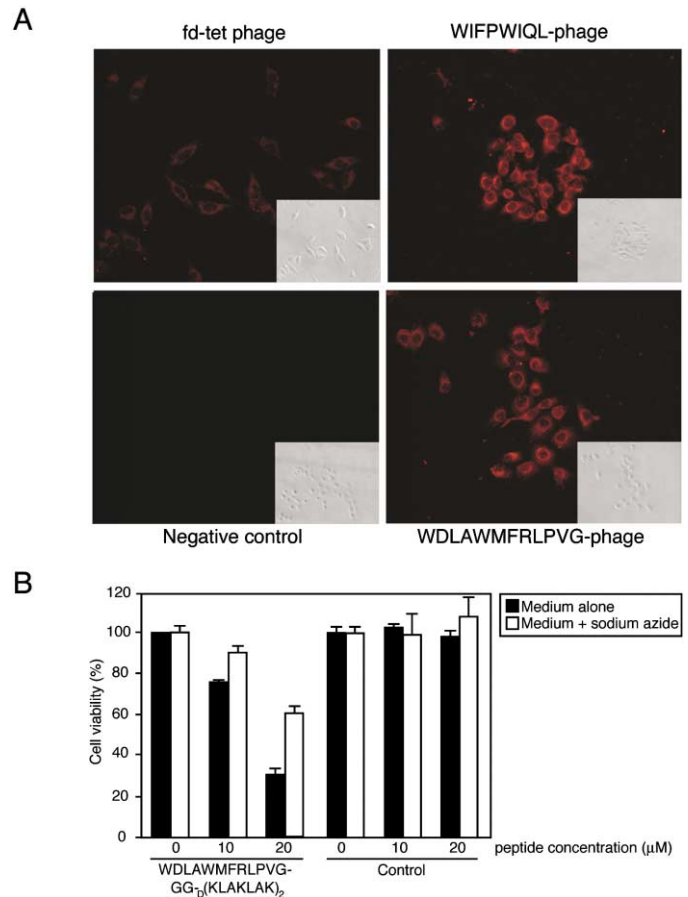 A
fd-tet phage
WIFPWIQL-phage
Negative control
WDLAWMFRLPVG-phage
B
120
100
80
60
40
20
0
Cell viability (%)
Medium alone
Medium + sodium azide
0 10 20 0 10 20 peptide concentration (μM)
WDLAWMFRLPVG-
GG-D(KLAKLAK)2
Control